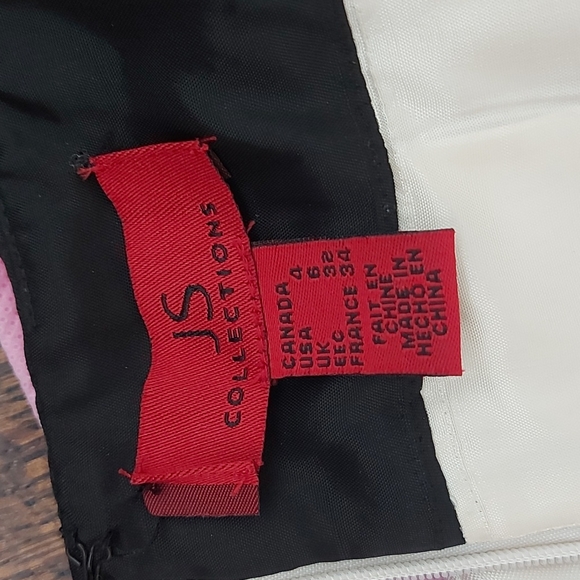 JS
COLLECTIONS
CANADA 4
USA 6
UK 32
EEC
FRANCE 34
FAIT EN
CHINE
MADE IN
HECHO EN
CHINA